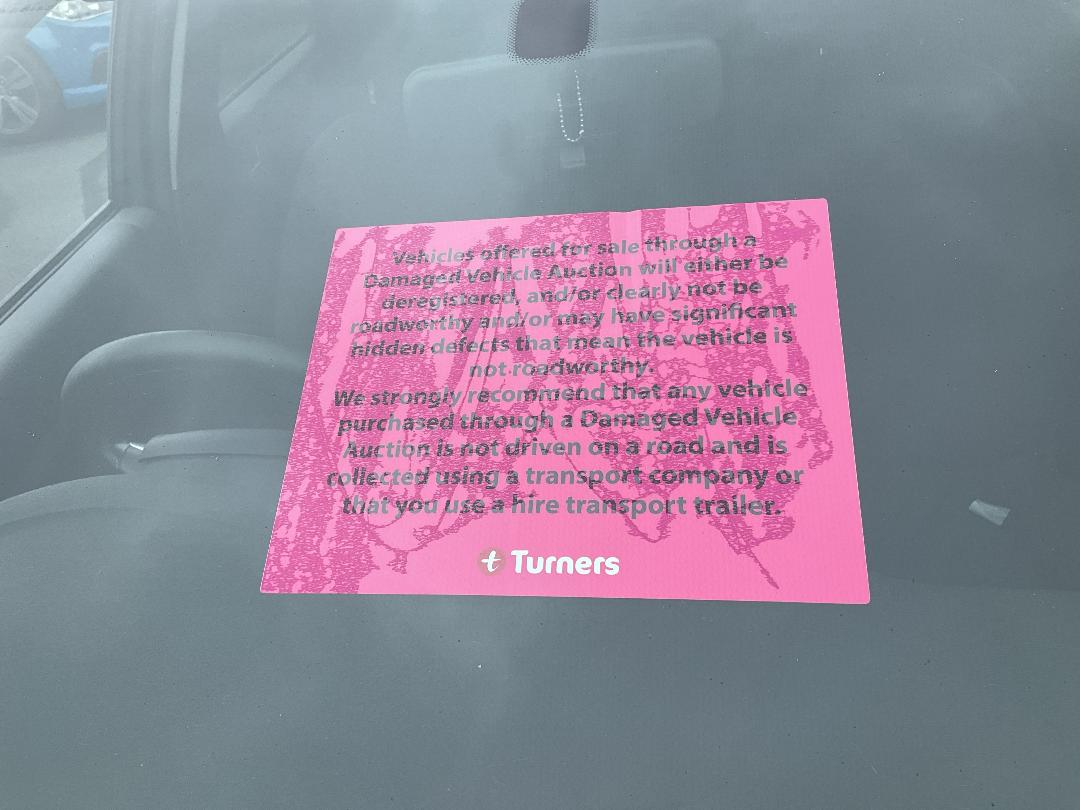 Vehicles offered for sale through a
Damaged Vehicle Auction will either be
deregistered, and/or clearly not be
roadworthy and/or may have significant
hidden defects that mean the vehicle is
not roadworthy.
We strongly recommend that any vehicle
purchased through a Damaged Vehicle
Auction is not driven on a road and is
collected using a transport company or
that you use a hire transport trailer.
t Turners